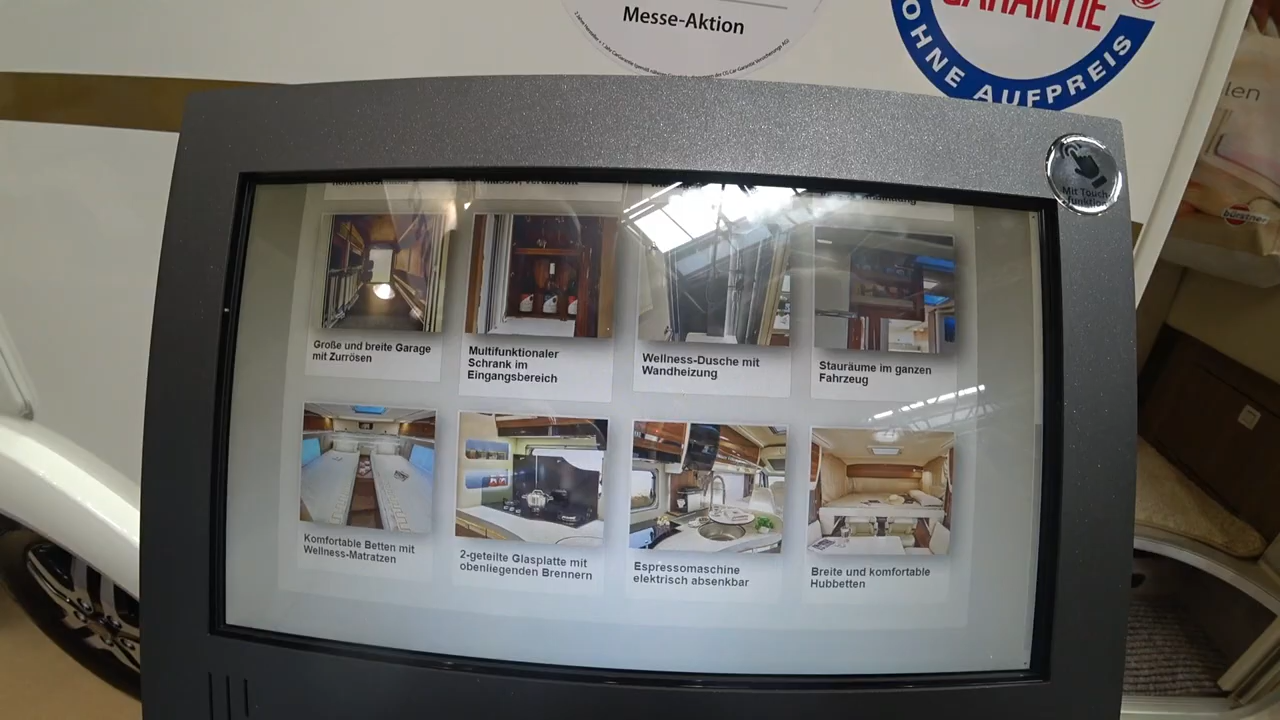 Messe-Aktion
GARANTIE
OHNE AUFPREIS
len
Mit Touch-
funktion
bürstner
Große und breite Garage
mit Zurrösen
Multifunktionaler
Schrank im
Eingangsbereich
Wellness-Dusche mit
Wandheizung
Stauräume im ganzen
Fahrzeug
Komfortable Betten mit
Wellness-Matratzen
2-geteilte Glasplatte mit
obenliegenden Brennern
Espressomaschine
elektrisch absenkbar
Breite und komfortable
Hubbetten